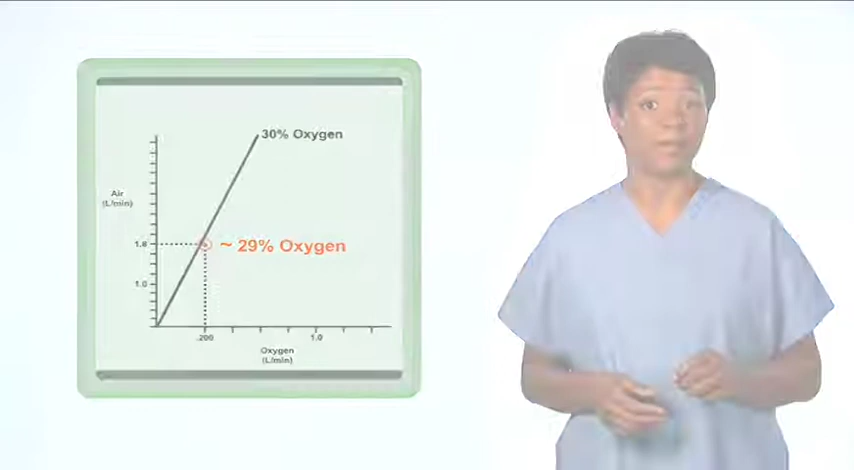 30% Oxygen
Air
(L/min)
1.8
~ 29% Oxygen
1.0
.200
1.0
Oxygen
(L/min)